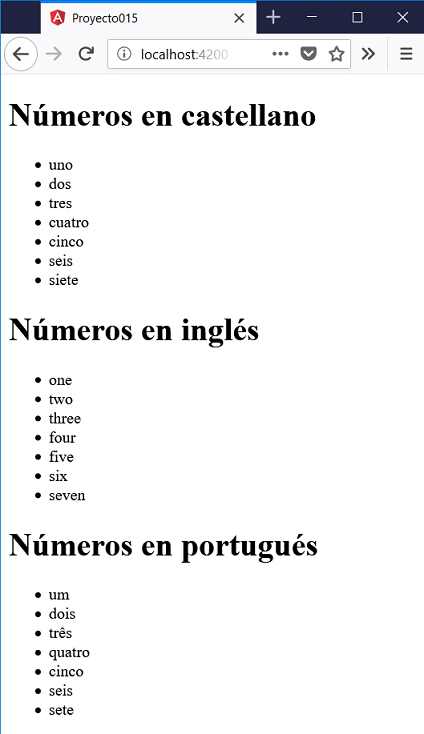 Proyecto015
localhost:4200
Números en castellano
uno
dos
tres
cuatro
cinco
seis
siete
Números en inglés
one
two
three
four
five
six
seven
Números en portugués
um
dois
três
quatro
cinco
seis
sete